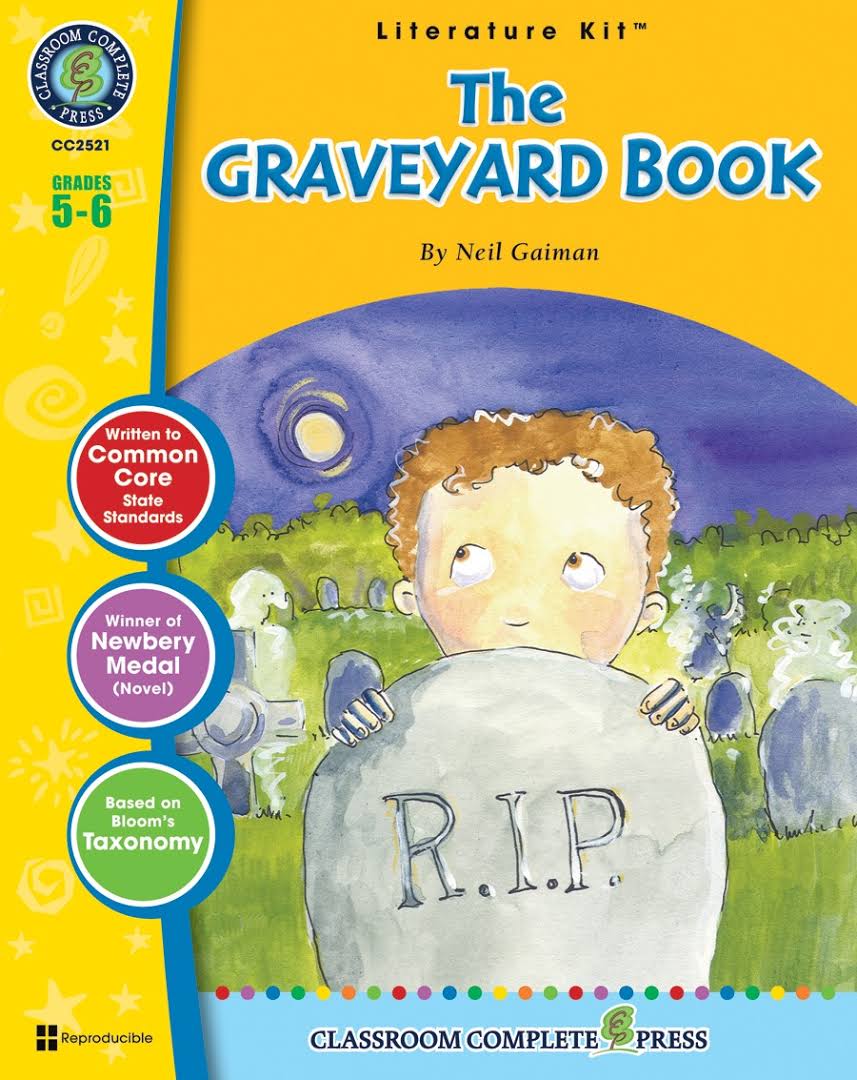 Literature Kit™
CLASSROOM COMPLETE
• PRESS •
CC2521
GRADES
5-6
The
GRAVEYARD BOOK
By Neil Gaiman
Written to
Common
Core
State
Standards
Winner of
Newbery
Medal
(Novel)
Based on
Bloom's
Taxonomy
R.I.P.
Reproducible
CLASSROOM COMPLETE PRESS